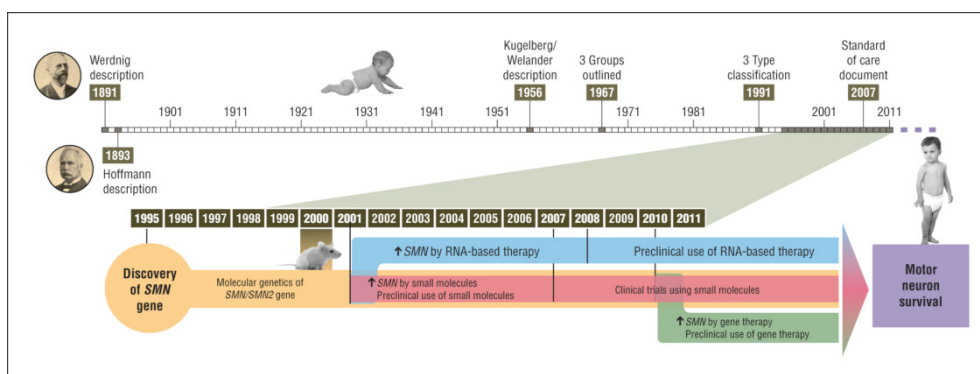 Werdnig
description
1891
Kugelberg/
Welander
description
1956
3 Groups
outlined
1967
3 Type
classification
1991
Standard
of care
document
2007
1901
1911
1921
1931
1941
1951
1971
1981
2001
2011
1893
Hoffmann
description
1995 1996 1997 1998 1999 2000 2001 2002 2003 2004 2005 2006 2007 2008 2009 2010 2011
Discovery
of SMN
gene
Molecular genetics of
SMN/SMN2 gene
↑ SMN by RNA-based therapy
Preclinical use of RNA-based therapy
↑ SMN by small molecules
Preclinical use of small molecules
Clinical trials using small molecules
↑ SMN by gene therapy
Preclinical use of gene therapy
Motor
neuron
survival